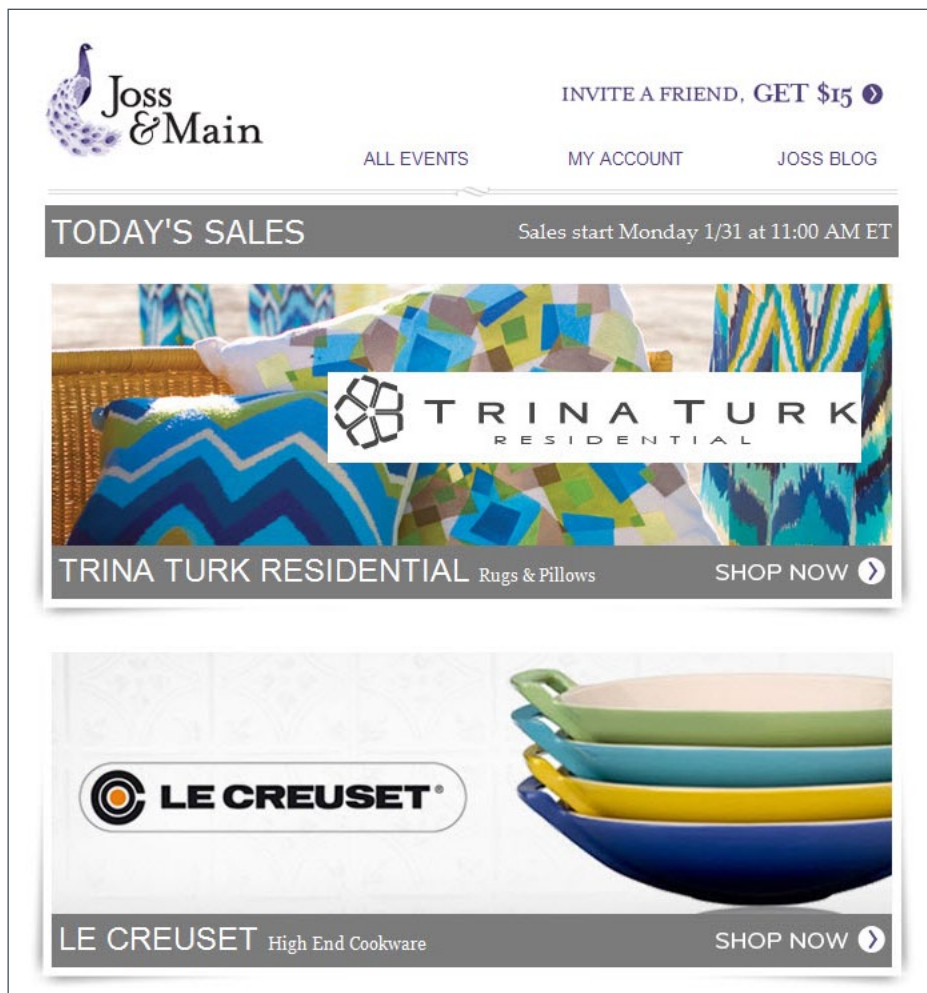 Joss
&Main
INVITE A FRIEND, GET $15
ALL EVENTS MY ACCOUNT JOSS BLOG
TODAY'S SALES Sales start Monday 1/31 at 11:00 AM ET
TRINA TURK
RESIDENTIAL
TRINA TURK RESIDENTIAL Rugs & Pillows SHOP NOW
LE CREUSET®
LE CREUSET High End Cookware SHOP NOW